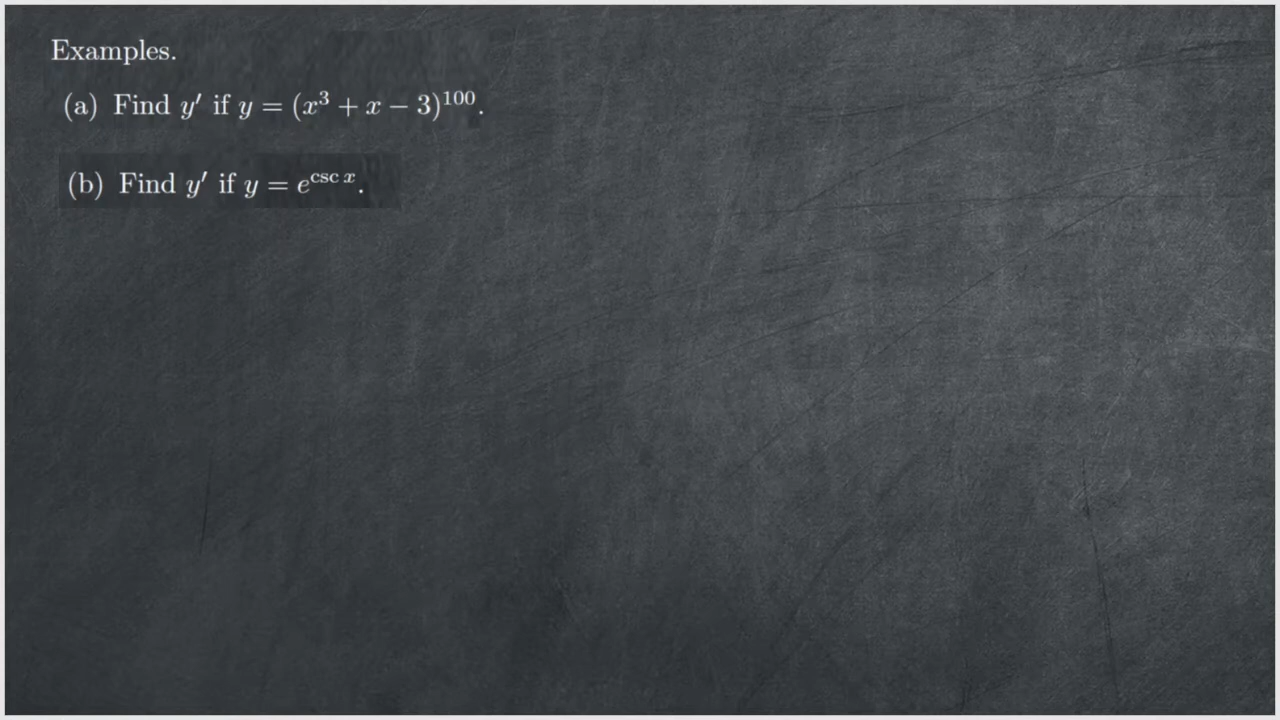 Examples.
(a) Find y′ if y = (x³ + x − 3)¹⁰⁰.
(b) Find y′ if y = e^{csc x}.